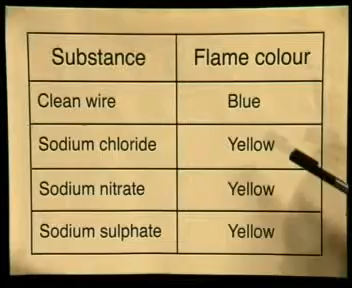 Substance Flame colour
Clean wire Blue
Sodium chloride Yellow
Sodium nitrate Yellow
Sodium sulphate Yellow